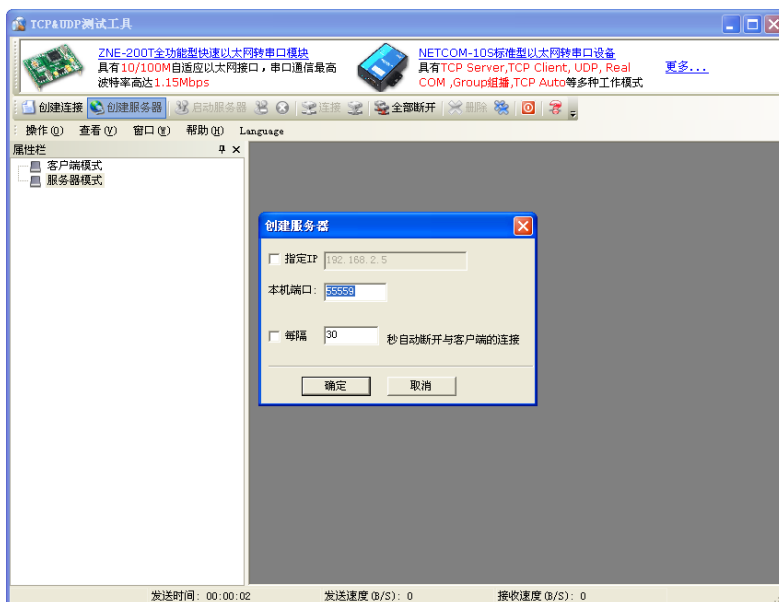 TCP&UDP测试工具
ZNE-200T全功能型快速以太网转串口模块
具有10/100M自适应以太网接口，串口通信最高
波特率高达1.15Mbps
NETCOM-10S标准型以太网转串口设备
具有TCP Server,TCP Client, UDP, Real
COM ,Group组播,TCP Auto等多种工作模式
更多...
创建连接 创建服务器 启动服务器 连接 全部断开 删除
操作(O) 查看(V) 窗口(W) 帮助(H) Language
属性栏
客户端模式
服务器模式
创建服务器
指定IP 192.168.2.5
本机端口: 55559
每隔 30 秒自动断开与客户端的连接
确定 取消
发送时间: 00:00:02 发送速度(B/S): 0 接收速度(B/S): 0